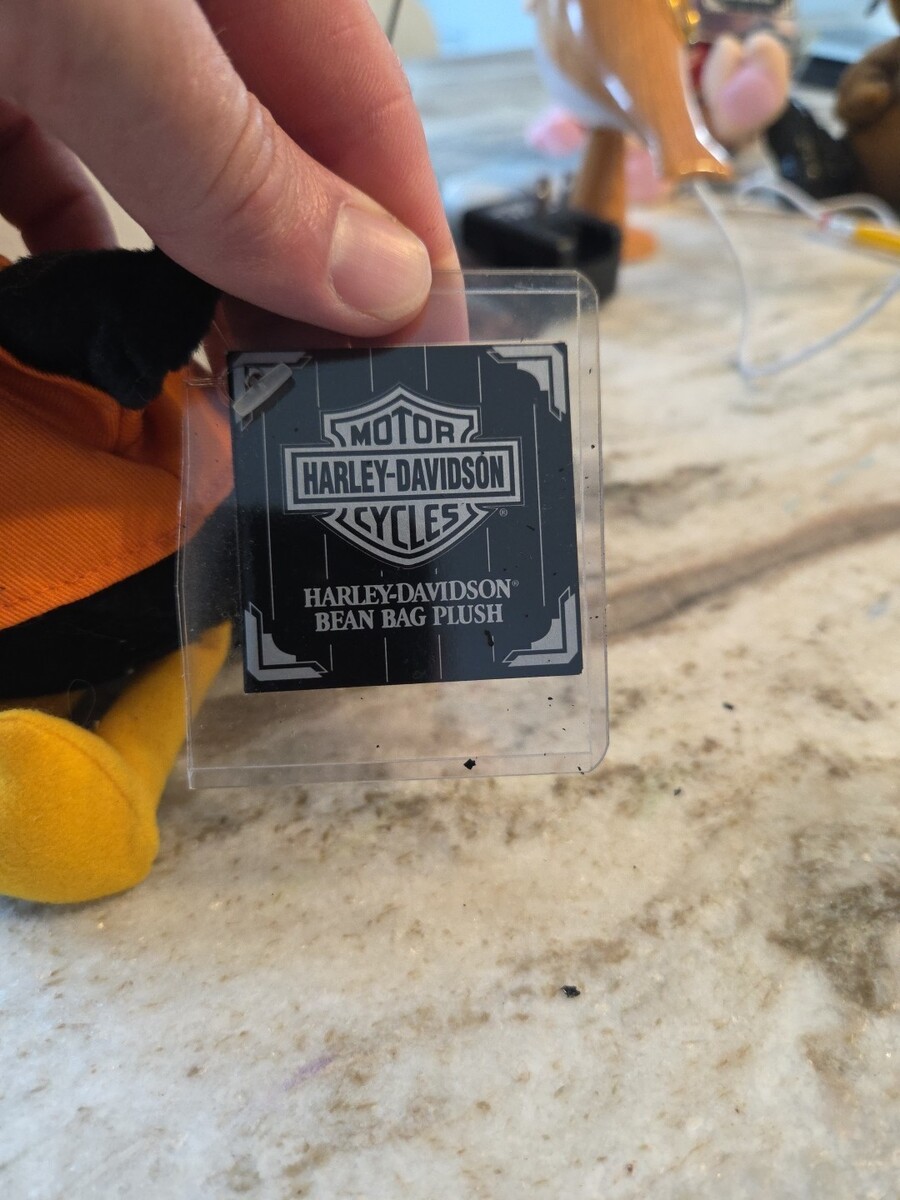 MOTOR
HARLEY-DAVIDSON
CYCLES®
HARLEY-DAVIDSON®
BEAN BAG PLUSH